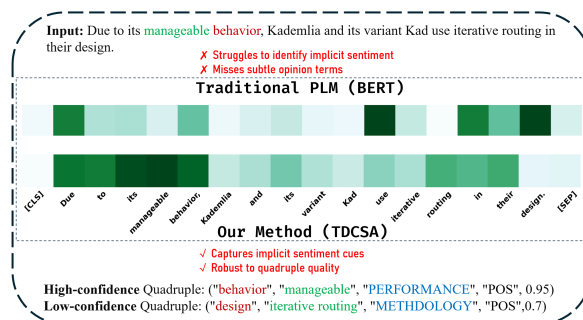 Input: Due to its manageable behavior, Kademlia and its variant Kad use iterative routing in
their design.
✗ Struggles to identify implicit sentiment
✗ Misses subtle opinion terms
Traditional PLM (BERT)
[CLS] Due to its manageable behavior, Kademlia and its variant Kad use iterative routing in their design. [SEP]
Our Method (TDCSA)
√ Captures implicit sentiment cues
√ Robust to quadruple quality
High-confidence Quadruple: ("behavior", "manageable", "PERFORMANCE", "POS", 0.95)
Low-confidence Quadruple: ("design", "iterative routing", "METHDOLOGY", "POS",0.7)